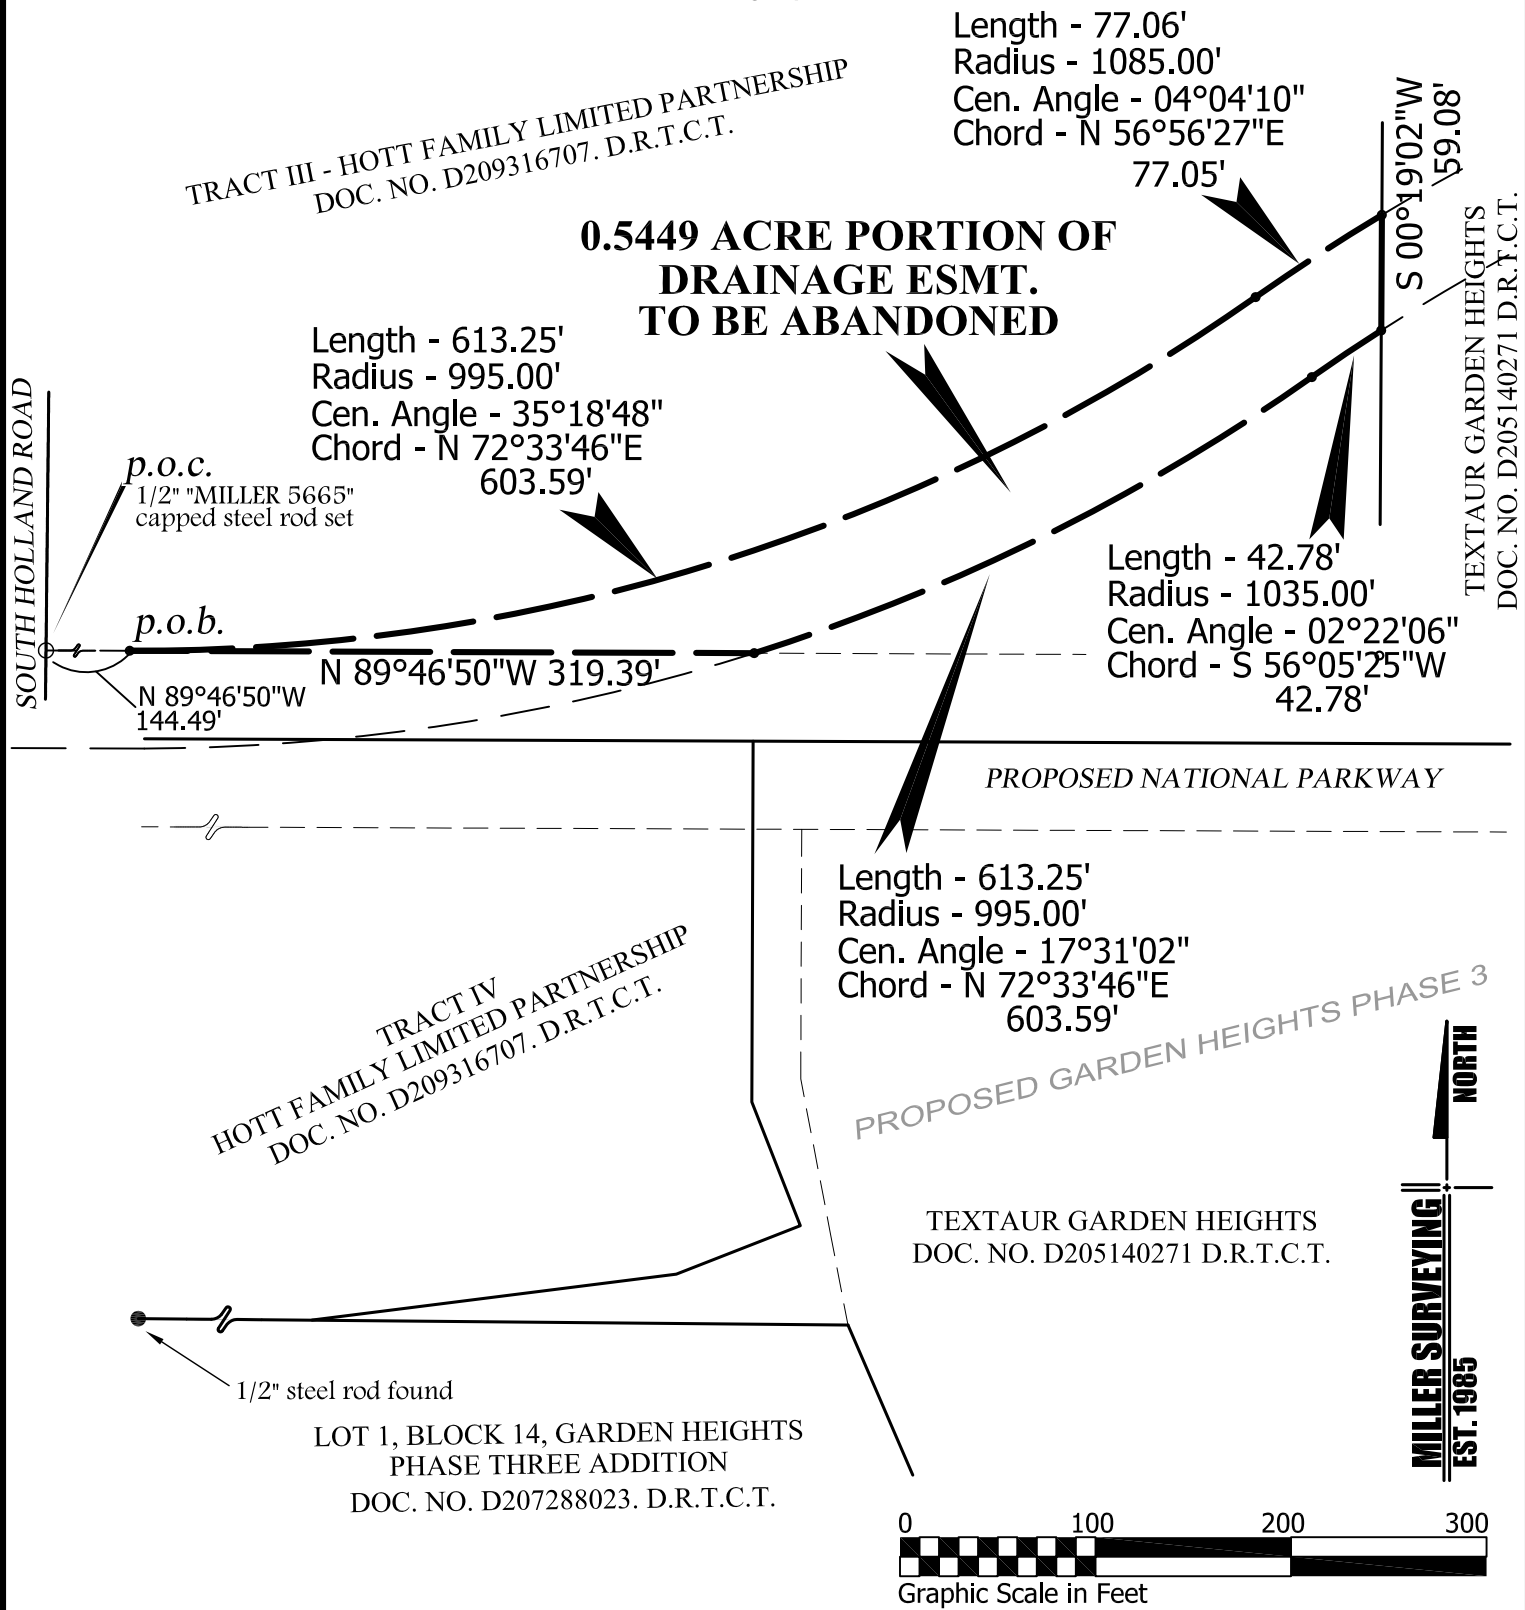 Length - 77.06'
Radius - 1085.00'
Cen. Angle - 04°04'10"
Chord - N 56°56'27"E
77.05'
S 00°19'02"W
59.08'
TRACT III - HOTT FAMILY LIMITED PARTNERSHIP
DOC. NO. D209316707. D.R.T.C.T.
0.5449 ACRE PORTION OF
DRAINAGE ESMT.
TO BE ABANDONED
TEXTAUR GARDEN HEIGHTS
DOC. NO. D205140271 D.R.T.C.T.
Length - 613.25'
Radius - 995.00'
Cen. Angle - 35°18'48"
Chord - N 72°33'46"E
603.59'
SOUTH HOLLAND ROAD
p.o.c.
1/2" "MILLER 5665"
capped steel rod set
p.o.b.
N 89°46'50"W 319.39'
N 89°46'50"W
144.49'
Length - 42.78'
Radius - 1035.00'
Cen. Angle - 02°22'06"
Chord - S 56°05'25"W
42.78'
PROPOSED NATIONAL PARKWAY
Length - 613.25'
Radius - 995.00'
Cen. Angle - 17°31'02"
Chord - N 72°33'46"E
603.59'
TRACT IV
HOTT FAMILY LIMITED PARTNERSHIP
DOC. NO. D209316707. D.R.T.C.T.
PROPOSED GARDEN HEIGHTS PHASE 3
NORTH
TEXTAUR GARDEN HEIGHTS
DOC. NO. D205140271 D.R.T.C.T.
MILLER SURVEYING
EST. 1985
1/2" steel rod found
LOT 1, BLOCK 14, GARDEN HEIGHTS
PHASE THREE ADDITION
DOC. NO. D207288023. D.R.T.C.T.
0 100 200 300
Graphic Scale in Feet